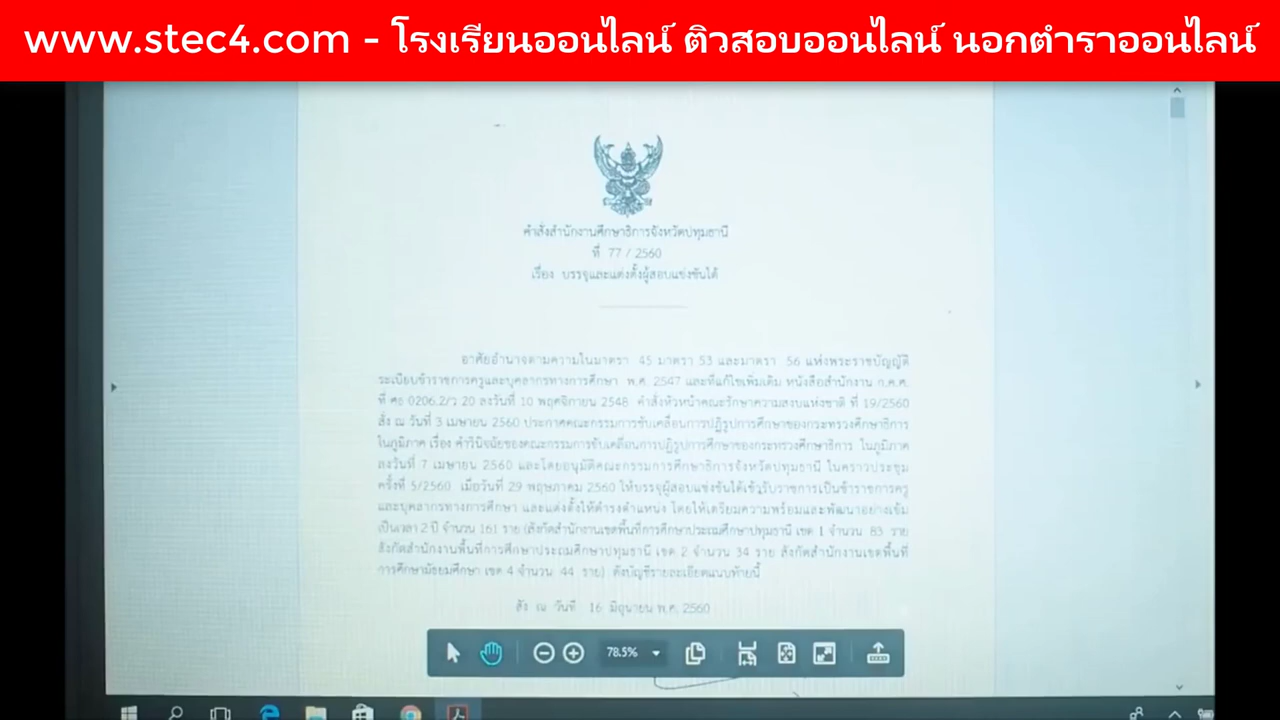 www.stec4.com - โรงเรียนออนไลน์ ติวสอบออนไลน์ นอกตำราออนไลน์
คำสั่งสำนักงานศึกษาธิการจังหวัดปทุมธานี
ที่ 77 / 2560
เรื่อง บรรจุและแต่งตั้งผู้สอบแข่งขันได้
อาศัยอำนาจตามความในมาตรา 45 มาตรา 53 และมาตรา 56 แห่งพระราชบัญญัติ
ระเบียบข้าราชการครูและบุคลากรทางการศึกษา พ.ศ. 2547 และที่แก้ไขเพิ่มเติม หนังสือสำนักงาน ก.ค.ศ.
ที่ ศธ 0206.2/ว 20 ลงวันที่ 10 พฤศจิกายน 2548 คำสั่งหัวหน้าคณะรักษาความสงบแห่งชาติ ที่ 19/2560
สั่ง ณ วันที่ 3 เมษายน 2560 ประกาศคณะกรรมการขับเคลื่อนการปฏิรูปการศึกษาของกระทรวงศึกษาธิการ
ในภูมิภาค เรื่อง คำวินิจฉัยของคณะกรรมการขับเคลื่อนการปฏิรูปการศึกษาของกระทรวงศึกษาธิการ ในภูมิภาค
ลงวันที่ 7 เมษายน 2560 และโดยอนุมัติคณะกรรมการศึกษาธิการจังหวัดปทุมธานี ในคราวประชุม
ครั้งที่ 5/2560 เมื่อวันที่ 29 พฤษภาคม 2560 ให้บรรจุผู้สอบแข่งขันได้เข้ารับราชการเป็นข้าราชการครู
และบุคลากรทางการศึกษา และแต่งตั้งให้ดำรงตำแหน่ง โดยให้เตรียมความพร้อมและพัฒนาอย่างเข้ม
เป็นเวลา 2 ปี จำนวน 161 ราย (สังกัดสำนักงานเขตพื้นที่การศึกษาประถมศึกษาปทุมธานี เขต 1 จำนวน 83 ราย
สังกัดสำนักงานพื้นที่การศึกษาประถมศึกษาปทุมธานี เขต 2 จำนวน 34 ราย สังกัดสำนักงานเขตพื้นที่
การศึกษามัธยมศึกษา เขต 4 จำนวน 44 ราย) ดังบัญชีรายละเอียดแนบท้ายนี้
สั่ง ณ วันที่ 16 มิถุนายน พ.ศ. 2560
78.5%